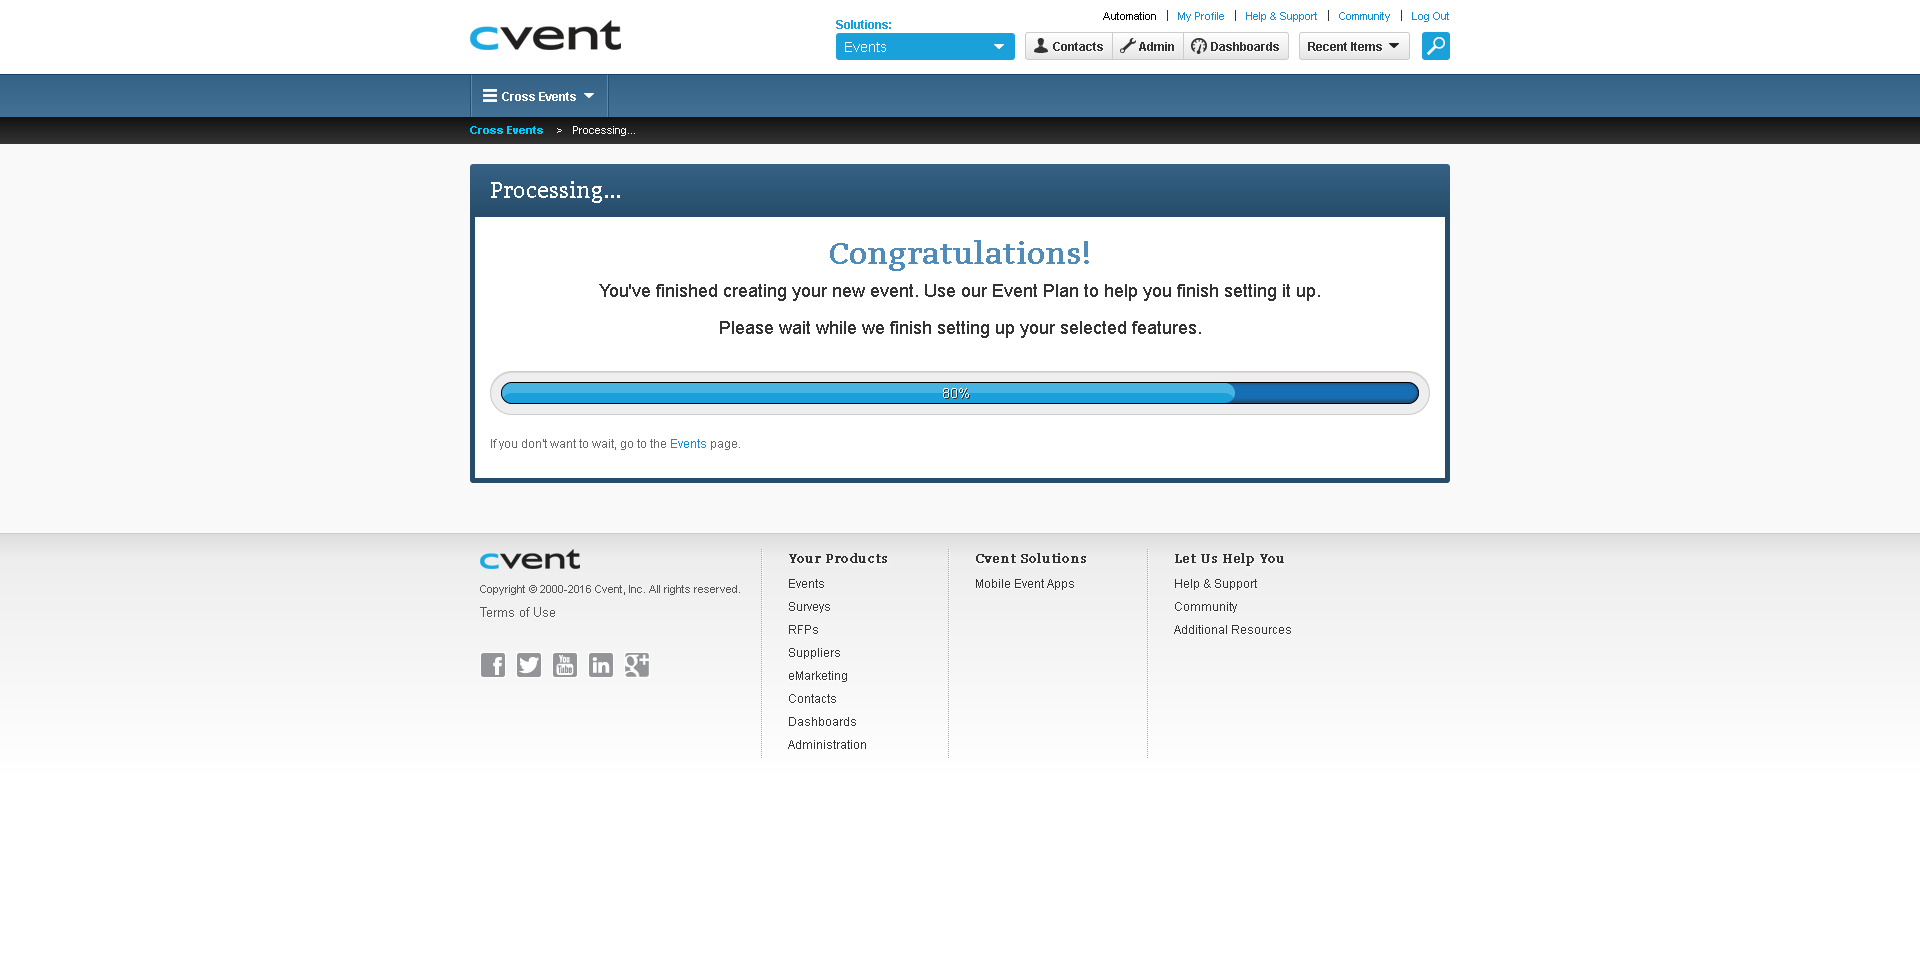 cvent
Automation | My Profile | Help & Support | Community | Log Out
Solutions:
Events
Contacts
Admin
Dashboards
Recent Items
Cross Events
Cross Events > Processing...
Processing...
Congratulations!
You've finished creating your new event. Use our Event Plan to help you finish setting it up.
Please wait while we finish setting up your selected features.
80%
If you don't want to wait, go to the Events page.
cvent
Copyright © 2000-2016 Cvent, Inc. All rights reserved.
Terms of Use
f
You Tube
in
g+
Your Products
Events
Surveys
RFPs
Suppliers
eMarketing
Contacts
Dashboards
Administration
Cvent Solutions
Mobile Event Apps
Let Us Help You
Help & Support
Community
Additional Resources